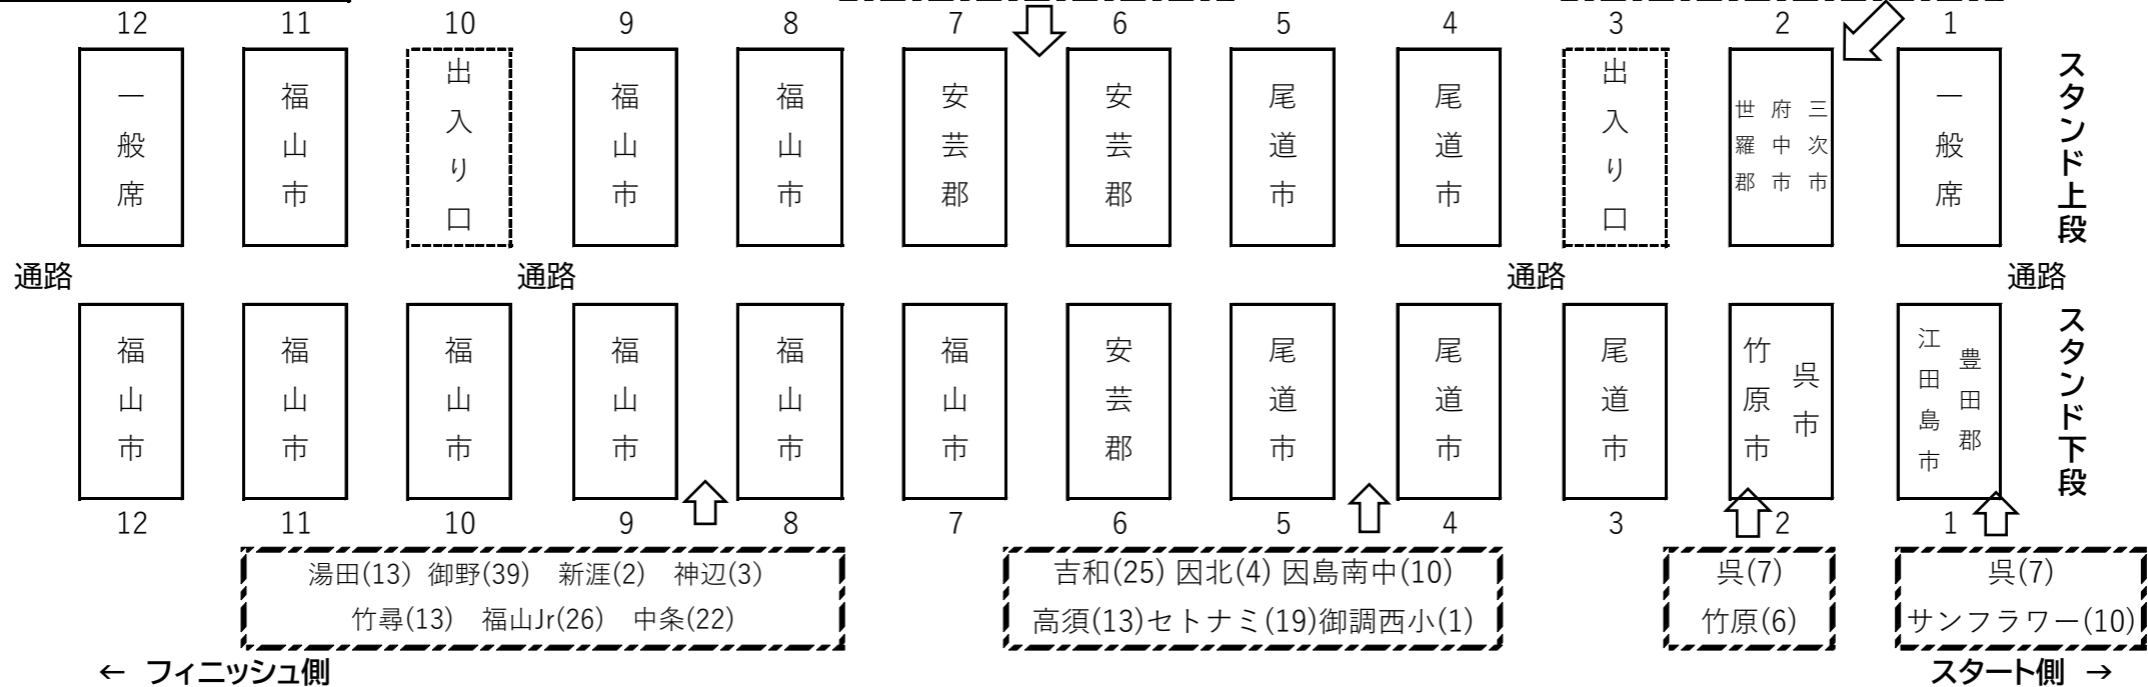 12 11 10 9 8 7 6 5 4 3 2 1
一般席 福山市 出入り口 福山市 福山市 安芸郡 安芸郡 尾道市 尾道市 出入り口 三次市 府中市 世羅郡 一般席
スタンド上段
通路 通路 通路 通路
福山市 福山市 福山市 福山市 福山市 福山市 安芸郡 尾道市 尾道市 尾道市 呉市 竹原市 豊田郡 江田島市
スタンド下段
12 11 10 9 8 7 6 5 4 3 2 1
湯田(13) 御野(39) 新涯(2) 神辺(3)
竹尋(13) 福山Jr(26) 中条(22)
吉和(25) 因北(4) 因島南中(10)
高須(13)セトナミ(19)御調西小(1)
呉(7)
竹原(6)
呉(7)
サンフラワー(10)
← フィニッシュ側
スタート側 →